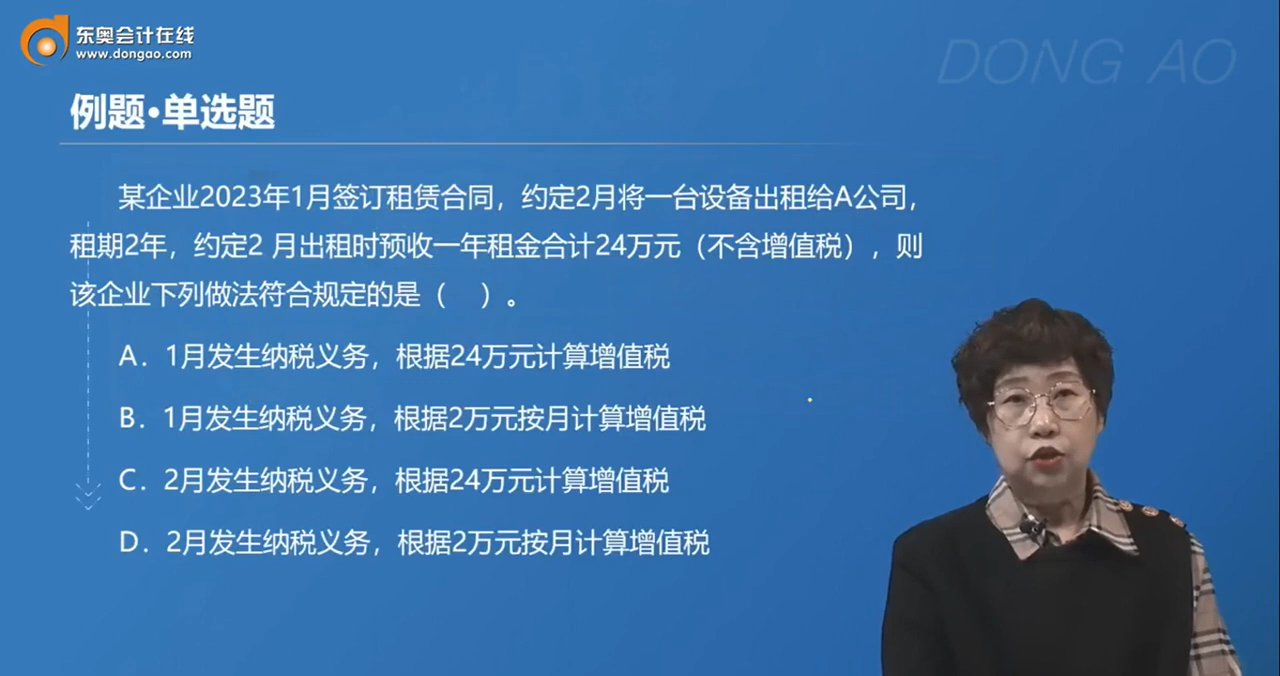 东奥会计在线
www.dongao.com
DONG AO
例题•单选题
某企业2023年1月签订租赁合同，约定2月将一台设备出租给A公司，
租期2年，约定2 月出租时预收一年租金合计24万元（不含增值税），则
该企业下列做法符合规定的是（　）。
A．1月发生纳税义务，根据24万元计算增值税
B．1月发生纳税义务，根据2万元按月计算增值税
C．2月发生纳税义务，根据24万元计算增值税
D．2月发生纳税义务，根据2万元按月计算增值税